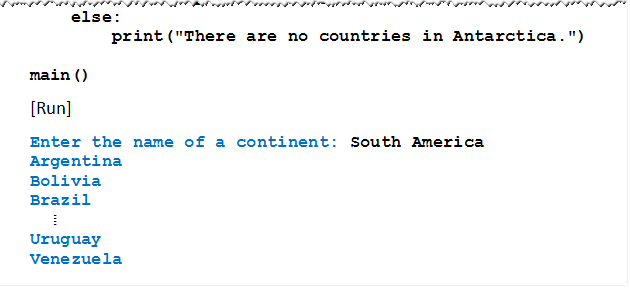 else:
print("There are no countries in Antarctica.")
main()
[Run]
Enter the name of a continent: South America
Argentina
Bolivia
Brazil
⋮
Uruguay
Venezuela